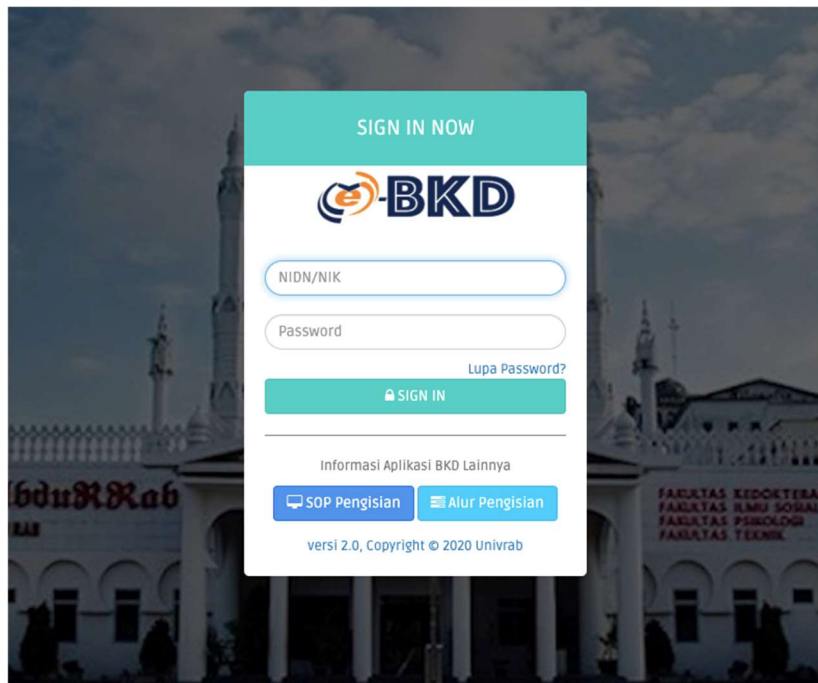 SIGN IN NOW
e-BKD
NIDN/NIK
Password
Lupa Password?
SIGN IN
Informasi Aplikasi BKD Lainnya
SOP Pengisian
Alur Pengisian
versi 2.0, Copyright © 2020 Univrab
bduRRab
FAKULTAS KEDOKTERA
FAKULTAS ILMU SOSIAL
FAKULTAS PSIKOLOGI
FAKULTAS TEKNIK